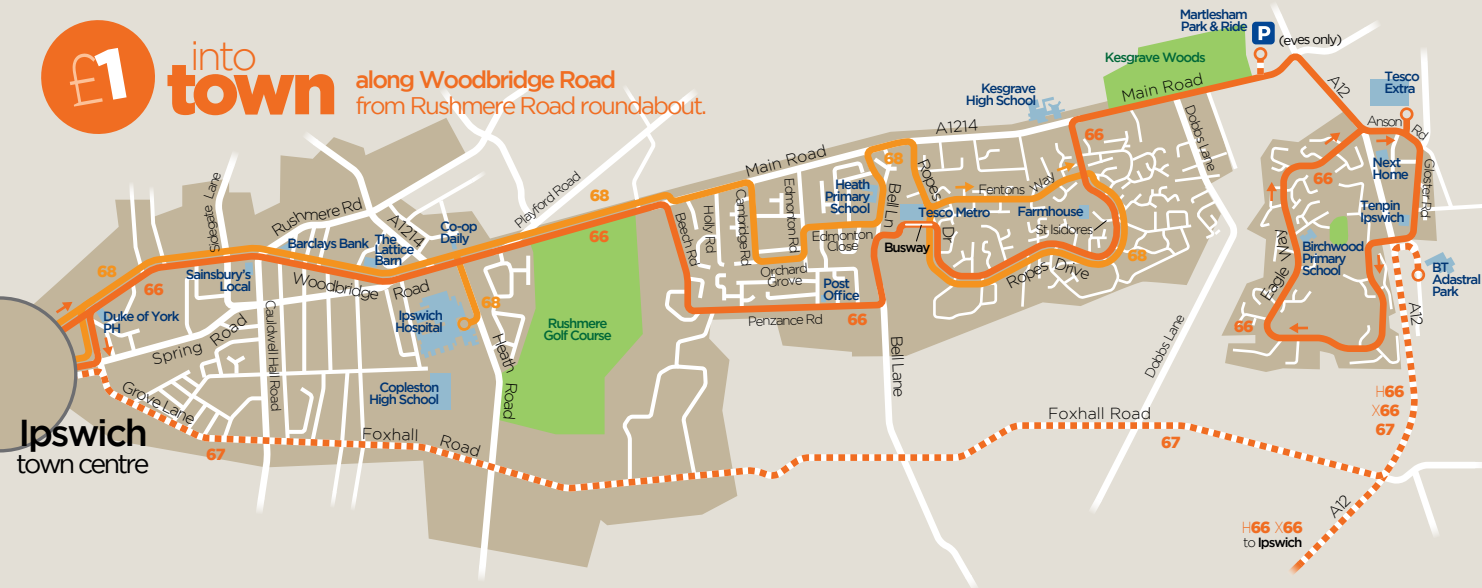 £1
into
town
along Woodbridge Road
from Rushmere Road roundabout.
Martlesham
Park & Ride
P
(eves only)
Kesgrave Woods
Main Road
A12
Tesco
Extra
Anson Rd
Kesgrave
High School
A1214
66
Dobbs Lane
Next
Home
Gloster Rd
66
Tenpin
Ipswich
Main Road
68
Ropes Dr
Fentons Way
Heath
Primary
School
Bell Ln
Tesco Metro
Farmhouse
St Isidores
Edmonton Rd
Cambridge Rd
Holly Rd
Beech Rd
Edmonton
Close
Busway
68
Ropes Drive
Orchard
Grove
Post
Office
Penzance Rd
66
Eagle Way
Birchwood
Primary
School
BT
Adastral
Park
66
A12
Playford Road
68
66
Spegate Lane
Rushmere Rd
A1214
Co-op
Daily
Barclays Bank
The
Lattice
Barn
68
66
Sainsbury's
Local
Woodbridge Road
68
Duke of York
PH
Ipswich
Hospital
Spring Road
Cauldwell Hall Road
Heath Road
Rushmere
Golf Course
Bell Lane
Dobbs Lane
Copleston
High School
Grove Lane
Foxhall Road
67
Foxhall Road
67
H66
X66
67
Ipswich
town centre
A12
H66 X66
to Ipswich